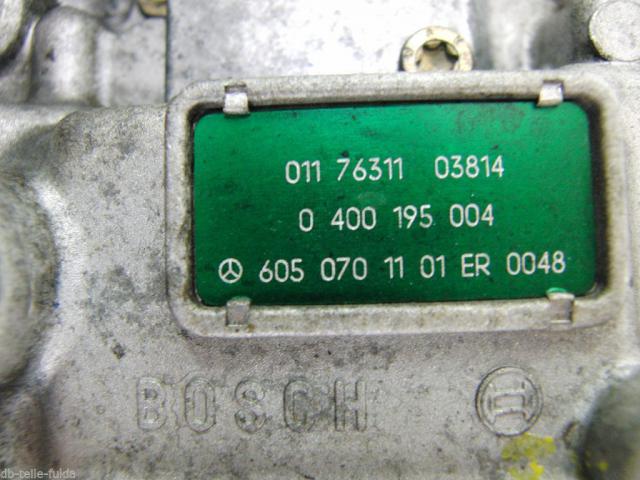 011 76311 03814
0 400 195 004
605 070 11 01 ER 0048
BOSCH
db-teile-fulda